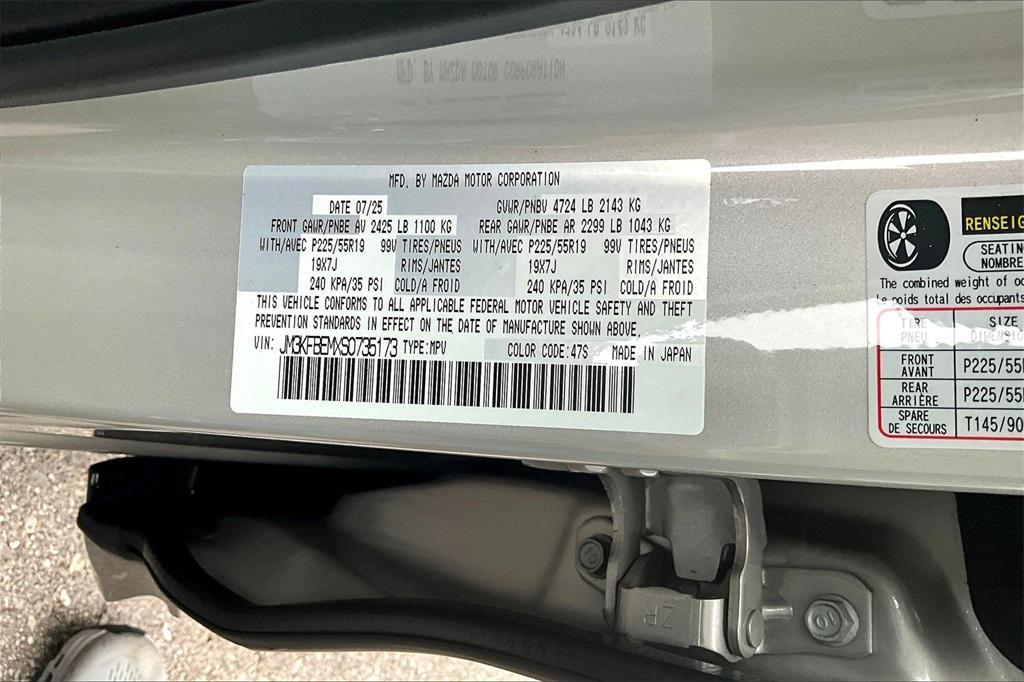 MFD. BY MAZDA MOTOR CORPORATION
DATE 07/25 GVWR/PNBV 4724 LB 2143 KG
FRONT GAWR/PNBE AV 2425 LB 1100 KG REAR GAWR/PNBE AR 2299 LB 1043 KG
WITH/AVEC P225/55R19 99V TIRES/PNEUS WITH/AVEC P225/55R19 99V TIRES/PNEUS
19X7J RIMS/JANTES 19X7J RIMS/JANTES
240 KPA/35 PSI COLD/A FROID 240 KPA/35 PSI COLD/A FROID
THIS VEHICLE CONFORMS TO ALL APPLICABLE FEDERAL MOTOR VEHICLE SAFETY AND THEFT
PREVENTION STANDARDS IN EFFECT ON THE DATE OF MANUFACTURE SHOWN ABOVE.
VIN: JM3KFBEMXS0735173 TYPE:MPV COLOR CODE:47S MADE IN JAPAN
RENSEIG
SEATING
NOMBRE
The combined weight of oc
Le poids total des occupants
TIRE SIZE
PNEU DIMENSION
FRONT
AVANT P225/55
REAR
ARRIÈRE P225/55
SPARE
DE SECOURS T145/90
ZR
10